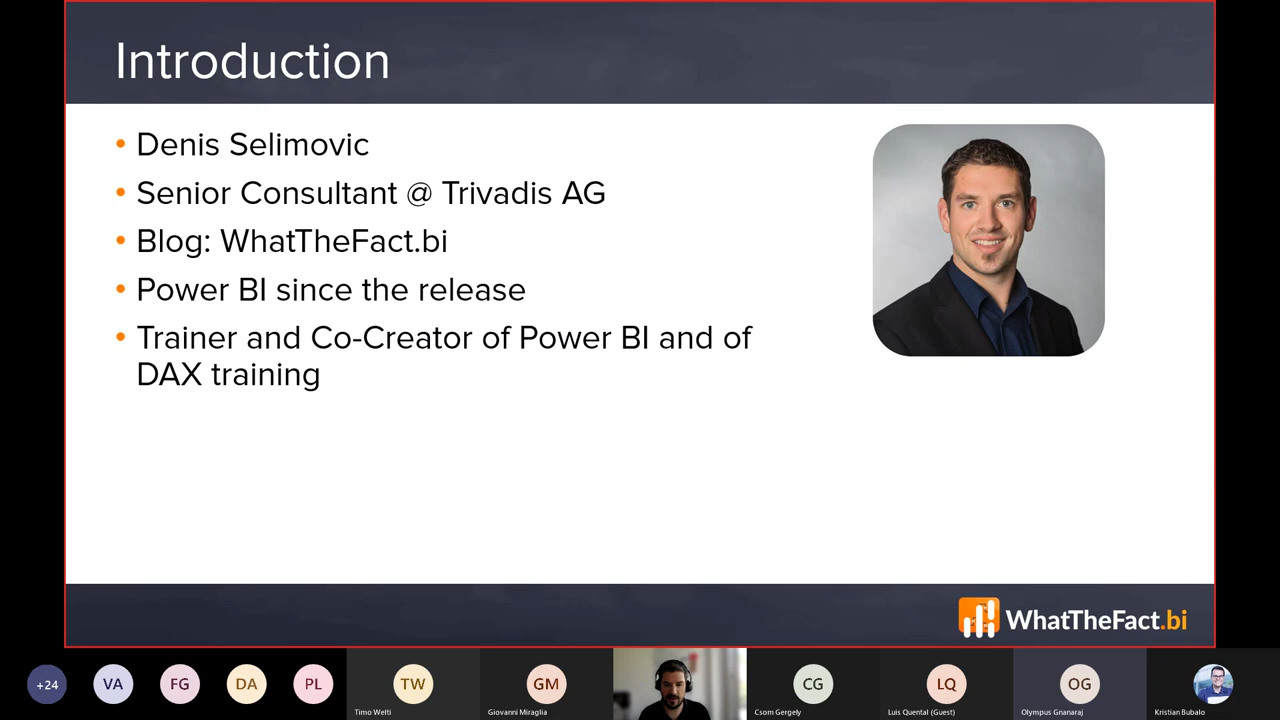 Introduction
• Denis Selimovic
• Senior Consultant @ Trivadis AG
• Blog: WhatTheFact.bi
• Power BI since the release
• Trainer and Co-Creator of Power BI and of
DAX training
WhatTheFact.bi
+24
VA
FG
DA
PL
TW
GM
CG
LQ
OG
Timo Welti
Giovanni Miraglia
Csom Gergely
Luis Quental (Guest)
Olympus Gnanaraj
Kristian Bubalo